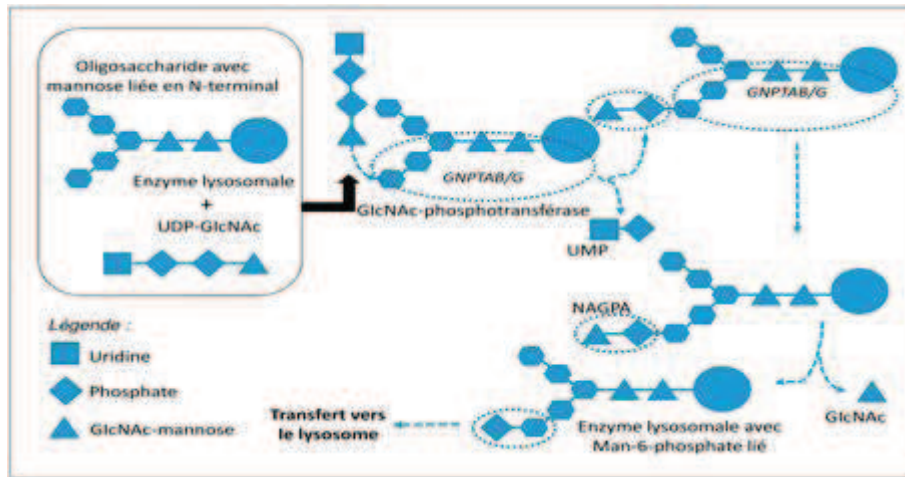 Oligosaccharide avec
mannose liée en N-terminal
Enzyme lysosomale
+
UDP-GlcNAc
GNPTAB/G
GlcNAc-phosphotransférase
UMP
GNPTAB/G
NAGPA
GlcNAc
Enzyme lysosomale avec
Man-6-phosphate lié
Transfert vers
le lysosome
Légende :
Uridine
Phosphate
GlcNAc-mannose